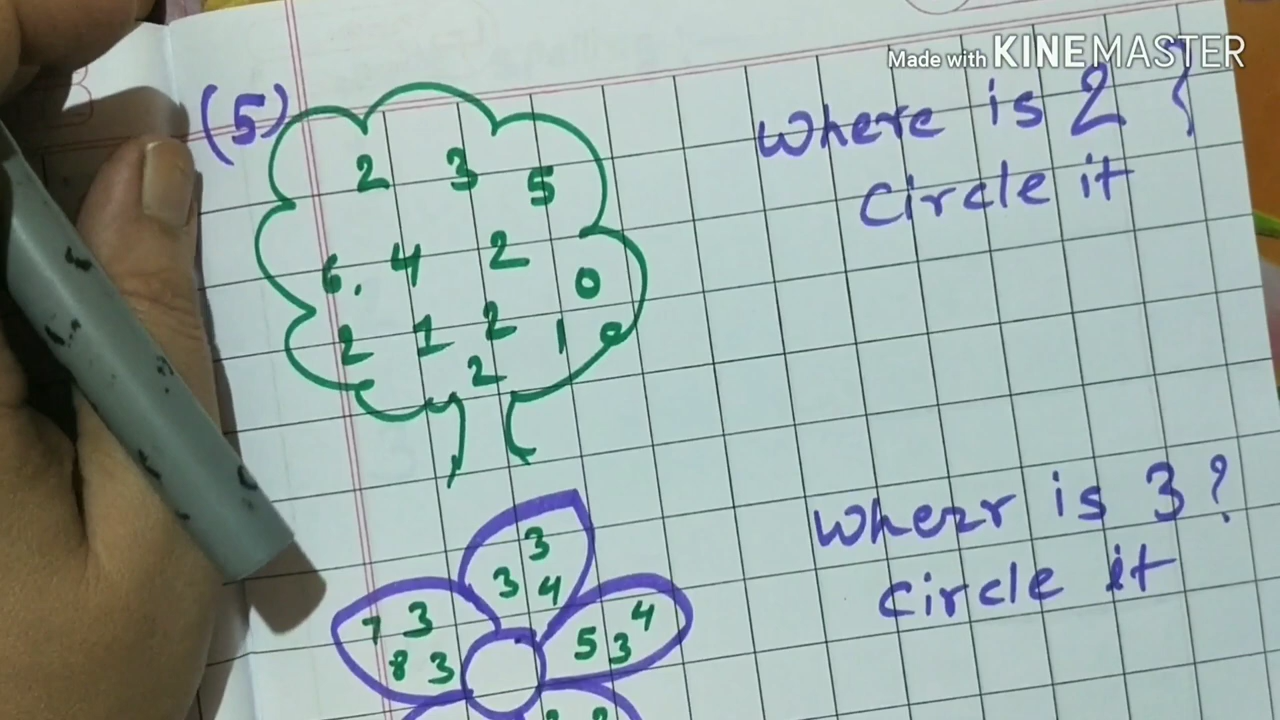 Made with KINEMASTER
(5)
2 3 5
where is 2 ?
circle it
6. 4 2
0
2 1 2 1
2
where is 3 ?
circle it
3
3 4
7 3
8 3
4
5 3